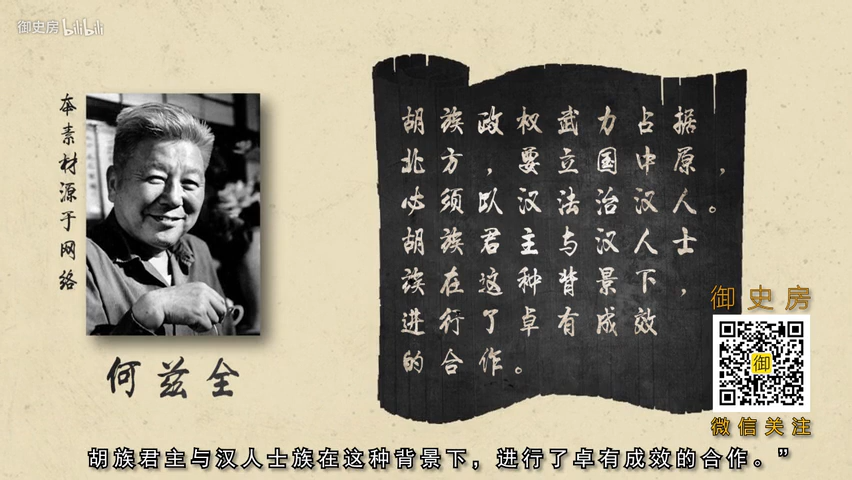 御史房 bilibili
本素材源于网络
何兹全
胡族政权武力占据
北方，要立国中原，
必须以汉法治汉人。
胡族君主与汉人士
族在这种背景下，
进行了卓有成效
的合作。
御史房
御
微信关注
胡族君主与汉人士族在这种背景下，进行了卓有成效的合作。”